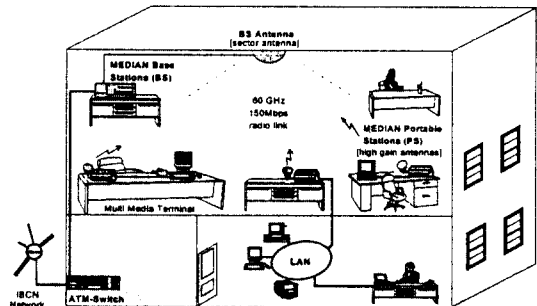 BS Antenna
[sector antenna]
MEDIAN Base
Stations (BS)
60 GHz
150Mbps
radio link
MEDIAN Portable
Stations (PS)
[high gain antennas]
Multi Media Terminal
LAN
IBCN
Network
ATM-Switch